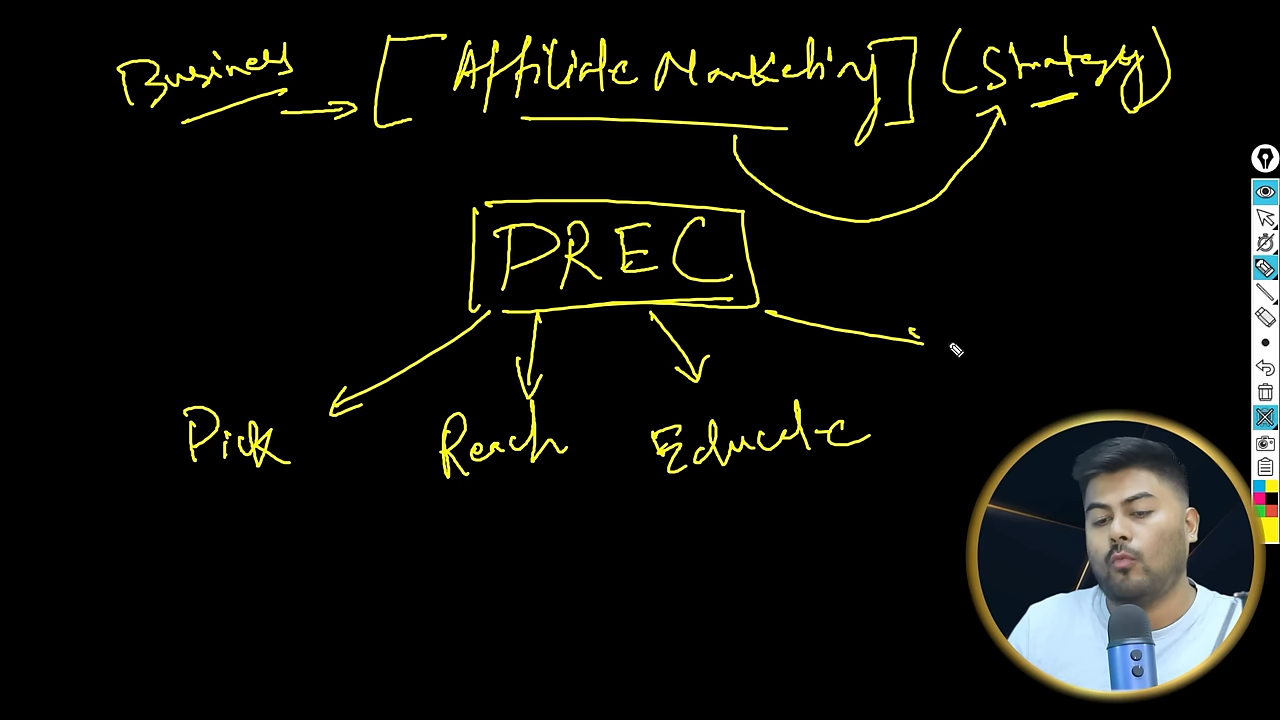 Business → [Affiliate Marketing] (Strategy)
PREC
Pick Reach Educate